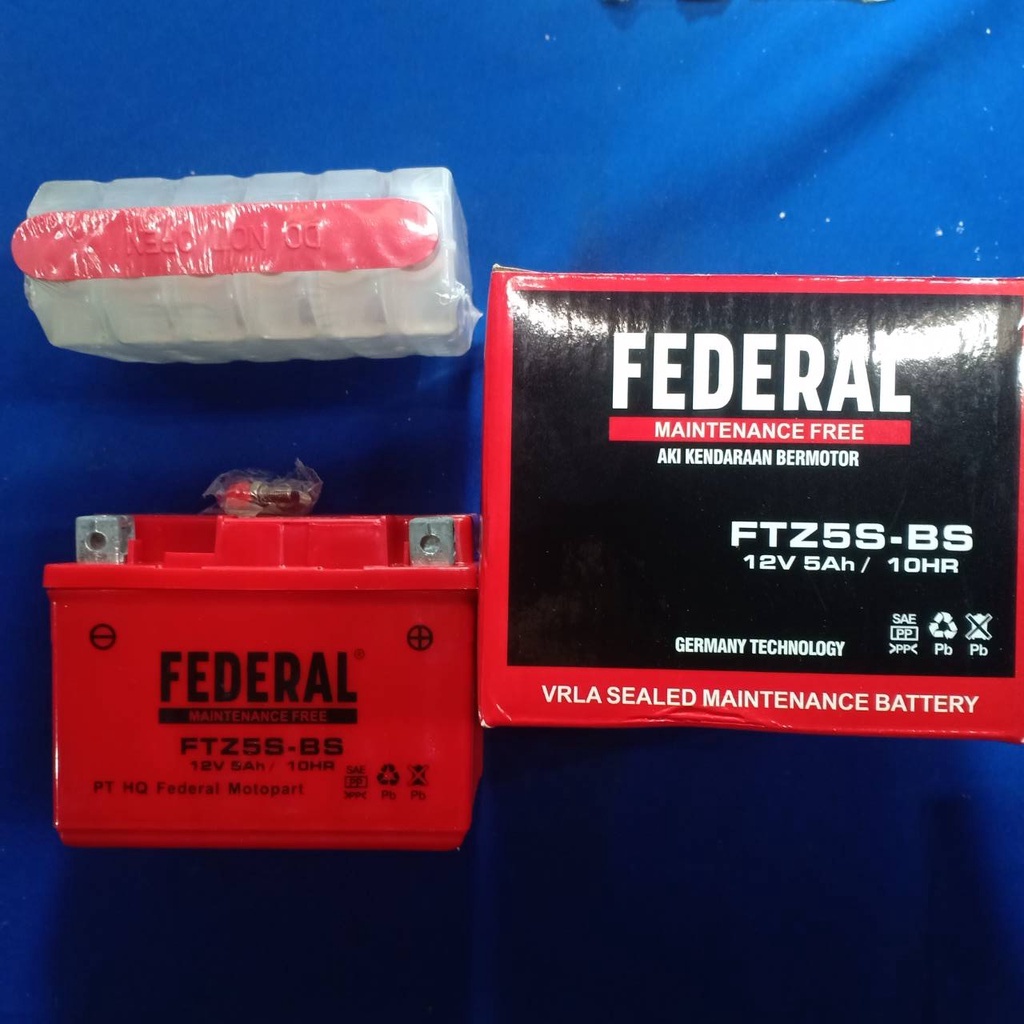 DO NOT OPEN
FEDERAL
MAINTENANCE FREE
AKI KENDARAAN BERMOTOR
FTZ5S-BS
12V 5Ah / 10HR
GERMANY TECHNOLOGY
SAE
PP
>PP<
Pb
Pb
VRLA SEALED MAINTENANCE BATTERY
FEDERAL®
MAINTENANCE FREE
FTZ5S-BS
12V 5Ah / 10HR
PT HQ Federal Motopart
SAE
PP
>PP<
Pb
Pb